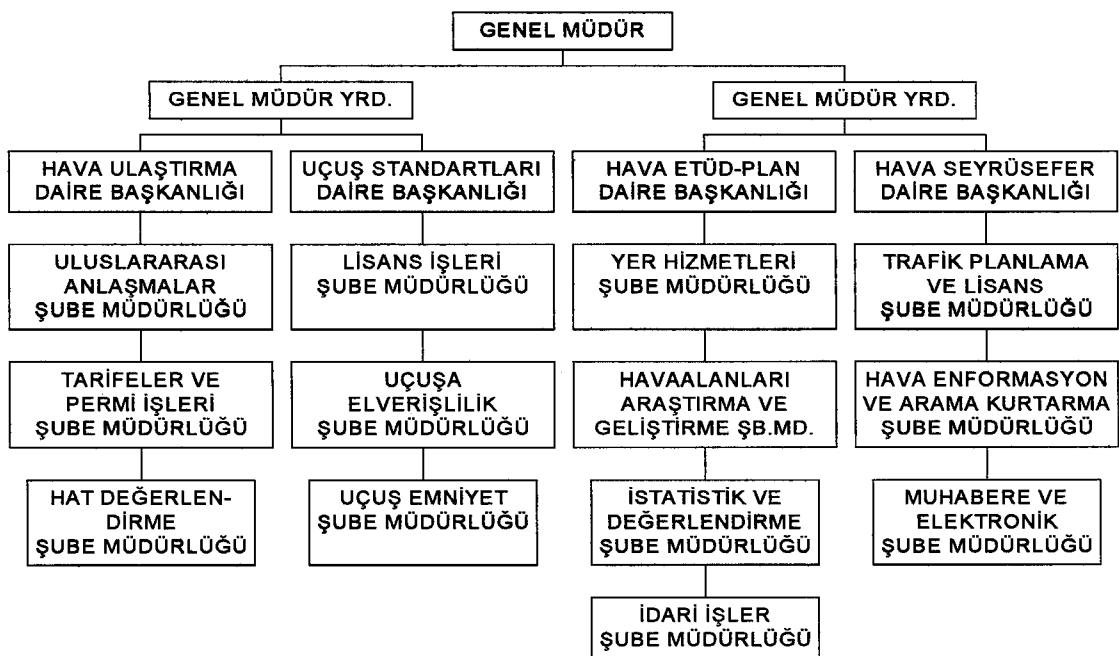 GENEL MÜDÜR
GENEL MÜDÜR YRD.
GENEL MÜDÜR YRD.
HAVA ULAŞTIRMA
DAİRE BAŞKANLIĞI
UÇUŞ STANDARTLARI
DAİRE BAŞKANLIĞI
HAVA ETÜD-PLAN
DAİRE BAŞKANLIĞI
HAVA SEYRÜSEFER
DAİRE BAŞKANLIĞI
ULUSLARARASI
ANLAŞMALAR
ŞUBE MÜDÜRLÜĞÜ
LİSANS İŞLERİ
ŞUBE MÜDÜRLÜĞÜ
YER HİZMETLERİ
ŞUBE MÜDÜRLÜĞÜ
TRAFİK PLANLAMA
VE LİSANS
ŞUBE MÜDÜRLÜĞÜ
TARİFELER VE
PERMİ İŞLERİ
ŞUBE MÜDÜRLÜĞÜ
UÇUŞA
ELVERİŞLİLİK
ŞUBE MÜDÜRLÜĞÜ
HAVAALANLARI
ARAŞTIRMA VE
GELİŞTİRME ŞB.MD.
HAVA ENFORMASYON
VE ARAMA KURTARMA
ŞUBE MÜDÜRLÜĞÜ
HAT DEĞERLEN-
DİRME
ŞUBE MÜDÜRLÜĞÜ
UÇUŞ EMNİYET
ŞUBE MÜDÜRLÜĞÜ
İSTATİSTİK VE
DEĞERLENDİRME
ŞUBE MÜDÜRLÜĞÜ
MUHABERE VE
ELEKTRONİK
ŞUBE MÜDÜRLÜĞÜ
İDARİ İŞLER
ŞUBE MÜDÜRLÜĞÜ